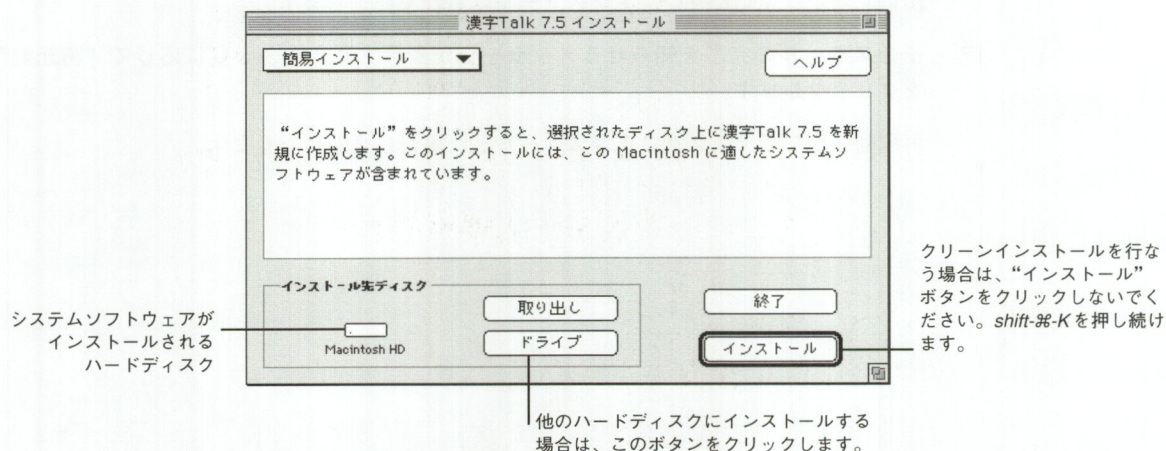 漢字Talk 7.5 インストール
簡易インストール
ヘルプ
“インストール”をクリックすると、選択されたディスク上に漢字Talk 7.5 を新
規に作成します。このインストールには、この Macintosh に適したシステムソ
フトウェアが含まれています。
インストール先ディスク
取り出し
終了
Macintosh HD
ドライブ
インストール
システムソフトウェアが
インストールされる
ハードディスク
クリーンインストールを行な
う場合は、“インストール”
ボタンをクリックしないでく
ださい。shift-⌘-Kを押し続け
ます。
他のハードディスクにインストールする
場合は、このボタンをクリックします。